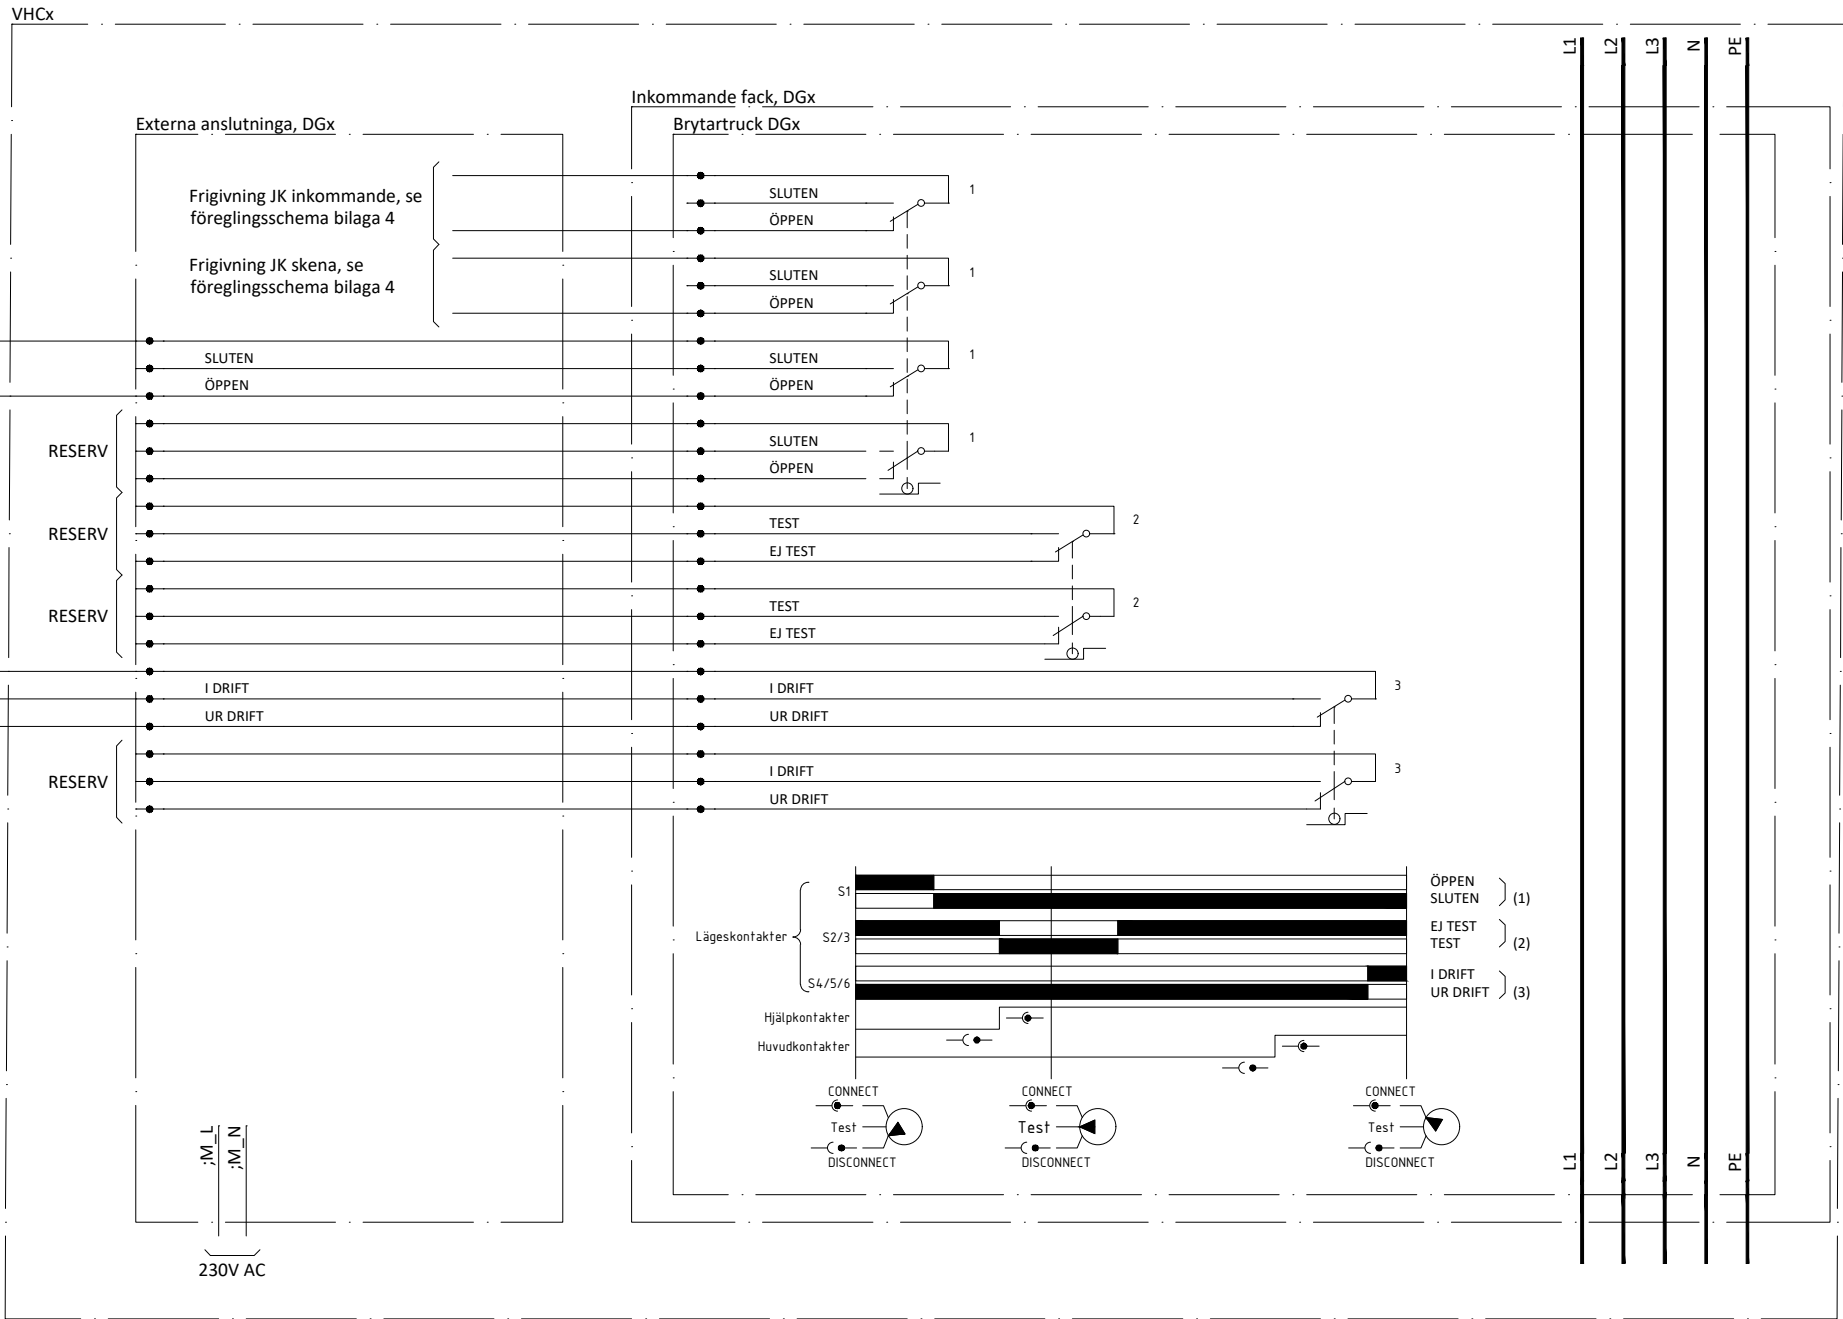 VHCx
L1
L2
L3
N
PE
Inkommande fack, DGx
Externa anslutninga, DGx
Brytartruck DGx
Frigivning JK inkommande, se
föreglingsschema bilaga 4
SLUTEN
ÖPPEN
1
Frigivning JK skena, se
föreglingsschema bilaga 4
SLUTEN
ÖPPEN
1
SLUTEN
ÖPPEN
SLUTEN
ÖPPEN
1
RESERV
SLUTEN
ÖPPEN
1
RESERV
TEST
EJ TEST
2
RESERV
TEST
EJ TEST
2
I DRIFT
UR DRIFT
I DRIFT
UR DRIFT
3
RESERV
I DRIFT
UR DRIFT
3
Lägeskontakter
S1
ÖPPEN
SLUTEN
(1)
S2/3
EJ TEST
TEST
(2)
S4/5/6
I DRIFT
UR DRIFT
(3)
Hjälpkontakter
Huvudkontakter
CONNECT
Test
DISCONNECT
CONNECT
Test
DISCONNECT
CONNECT
Test
DISCONNECT
;M_L
;M_N
230V AC
L1
L2
L3
N
PE